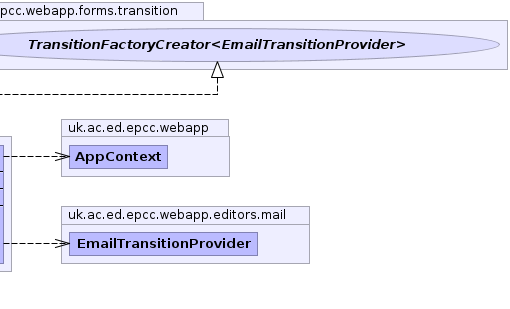 pcc.webapp.forms.transition
TransitionFactoryCreator<EmailTransitionProvider>
uk.ac.ed.epcc.webapp
AppContext
uk.ac.ed.epcc.webapp.editors.mail
EmailTransitionProvider